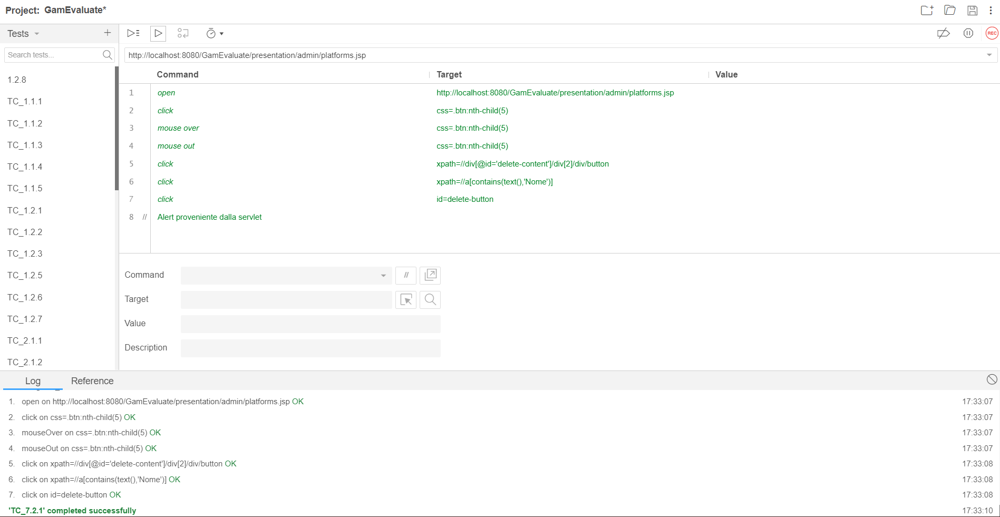 Project: GamEvaluate*
Tests
Search tests...
1.2.8
TC_1.1.1
TC_1.1.2
TC_1.1.3
TC_1.1.4
TC_1.1.5
TC_1.2.1
TC_1.2.2
TC_1.2.3
TC_1.2.5
TC_1.2.6
TC_1.2.7
TC_2.1.1
TC_2.1.2
REC
http://localhost:8080/GamEvaluate/presentation/admin/platforms.jsp
Command Target Value
1 open http://localhost:8080/GamEvaluate/presentation/admin/platforms.jsp
2 click css=.btn:nth-child(5)
3 mouse over css=.btn:nth-child(5)
4 mouse out css=.btn:nth-child(5)
5 click xpath=//div[@id='delete-content']/div[2]/div/button
6 click xpath=//a[contains(text(),'Nome')]
7 click id=delete-button
8 // Alert proveniente dalla servlet
Command //
Target
Value
Description
Log Reference
1. open on http://localhost:8080/GamEvaluate/presentation/admin/platforms.jsp OK 17:33:07
2. click on css=.btn:nth-child(5) OK 17:33:07
3. mouseOver on css=.btn:nth-child(5) OK 17:33:07
4. mouseOut on css=.btn:nth-child(5) OK 17:33:07
5. click on xpath=//div[@id='delete-content']/div[2]/div/button OK 17:33:08
6. click on xpath=//a[contains(text(),'Nome')] OK 17:33:08
7. click on id=delete-button OK 17:33:08
'TC_7.2.1' completed successfully 17:33:10